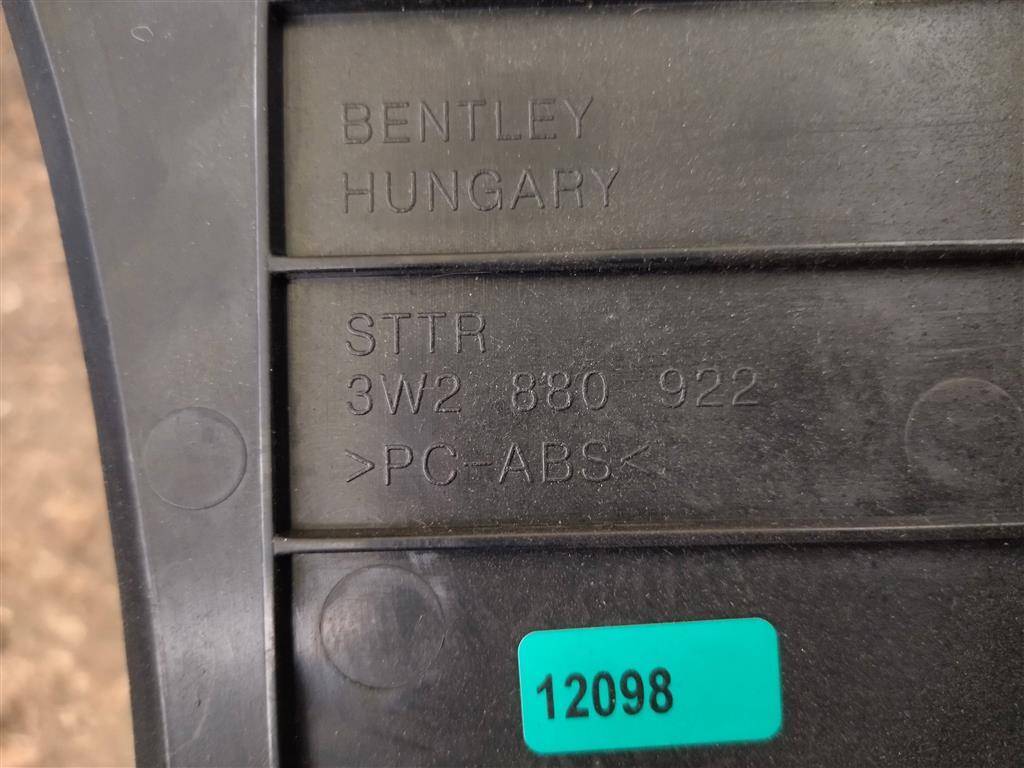 BENTLEY
HUNGARY
STTR
3W2 880 922
>PC-ABS<
12098